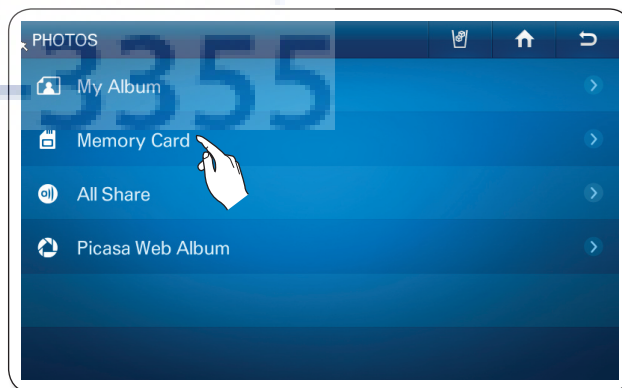 PHOTOS
3355
My Album
Memory Card
All Share
Picasa Web Album